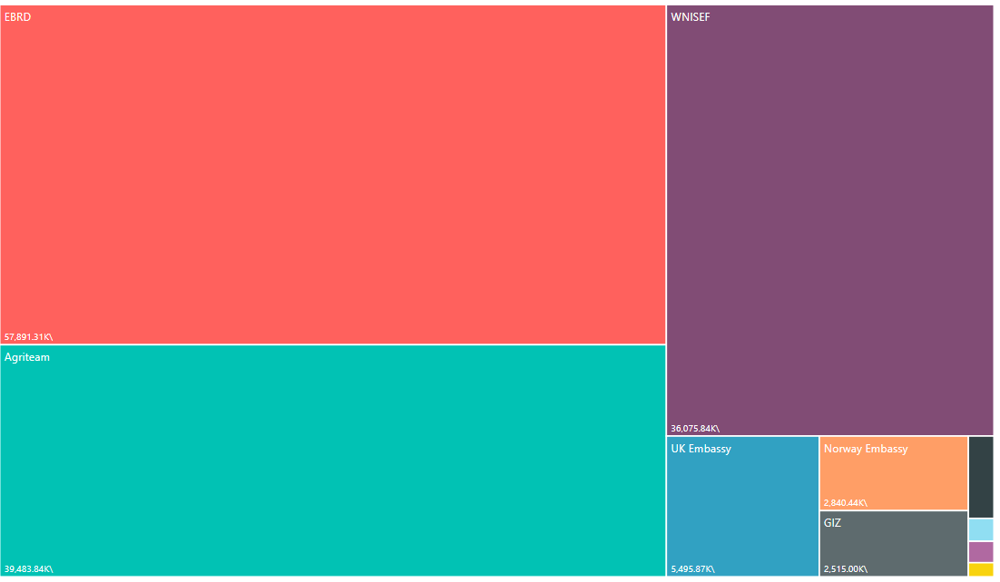 EBRD
57,891.31K\
Agriteam
39,483.84K\
WNISEF
36,075.84K\
UK Embassy
5,495.87K\
Norway Embassy
2,840.44K\
GIZ
2,515.00K\